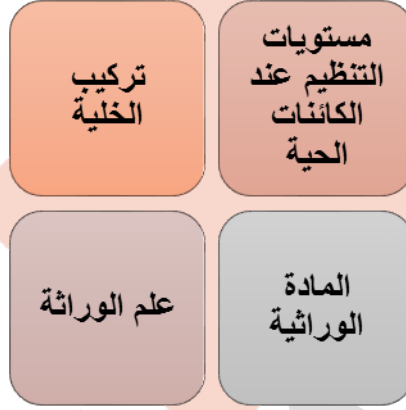 مستويات
التنظيم عند
الكائنات
الحية
تركيب
الخلية
المادة
الوراثية
علم الوراثة